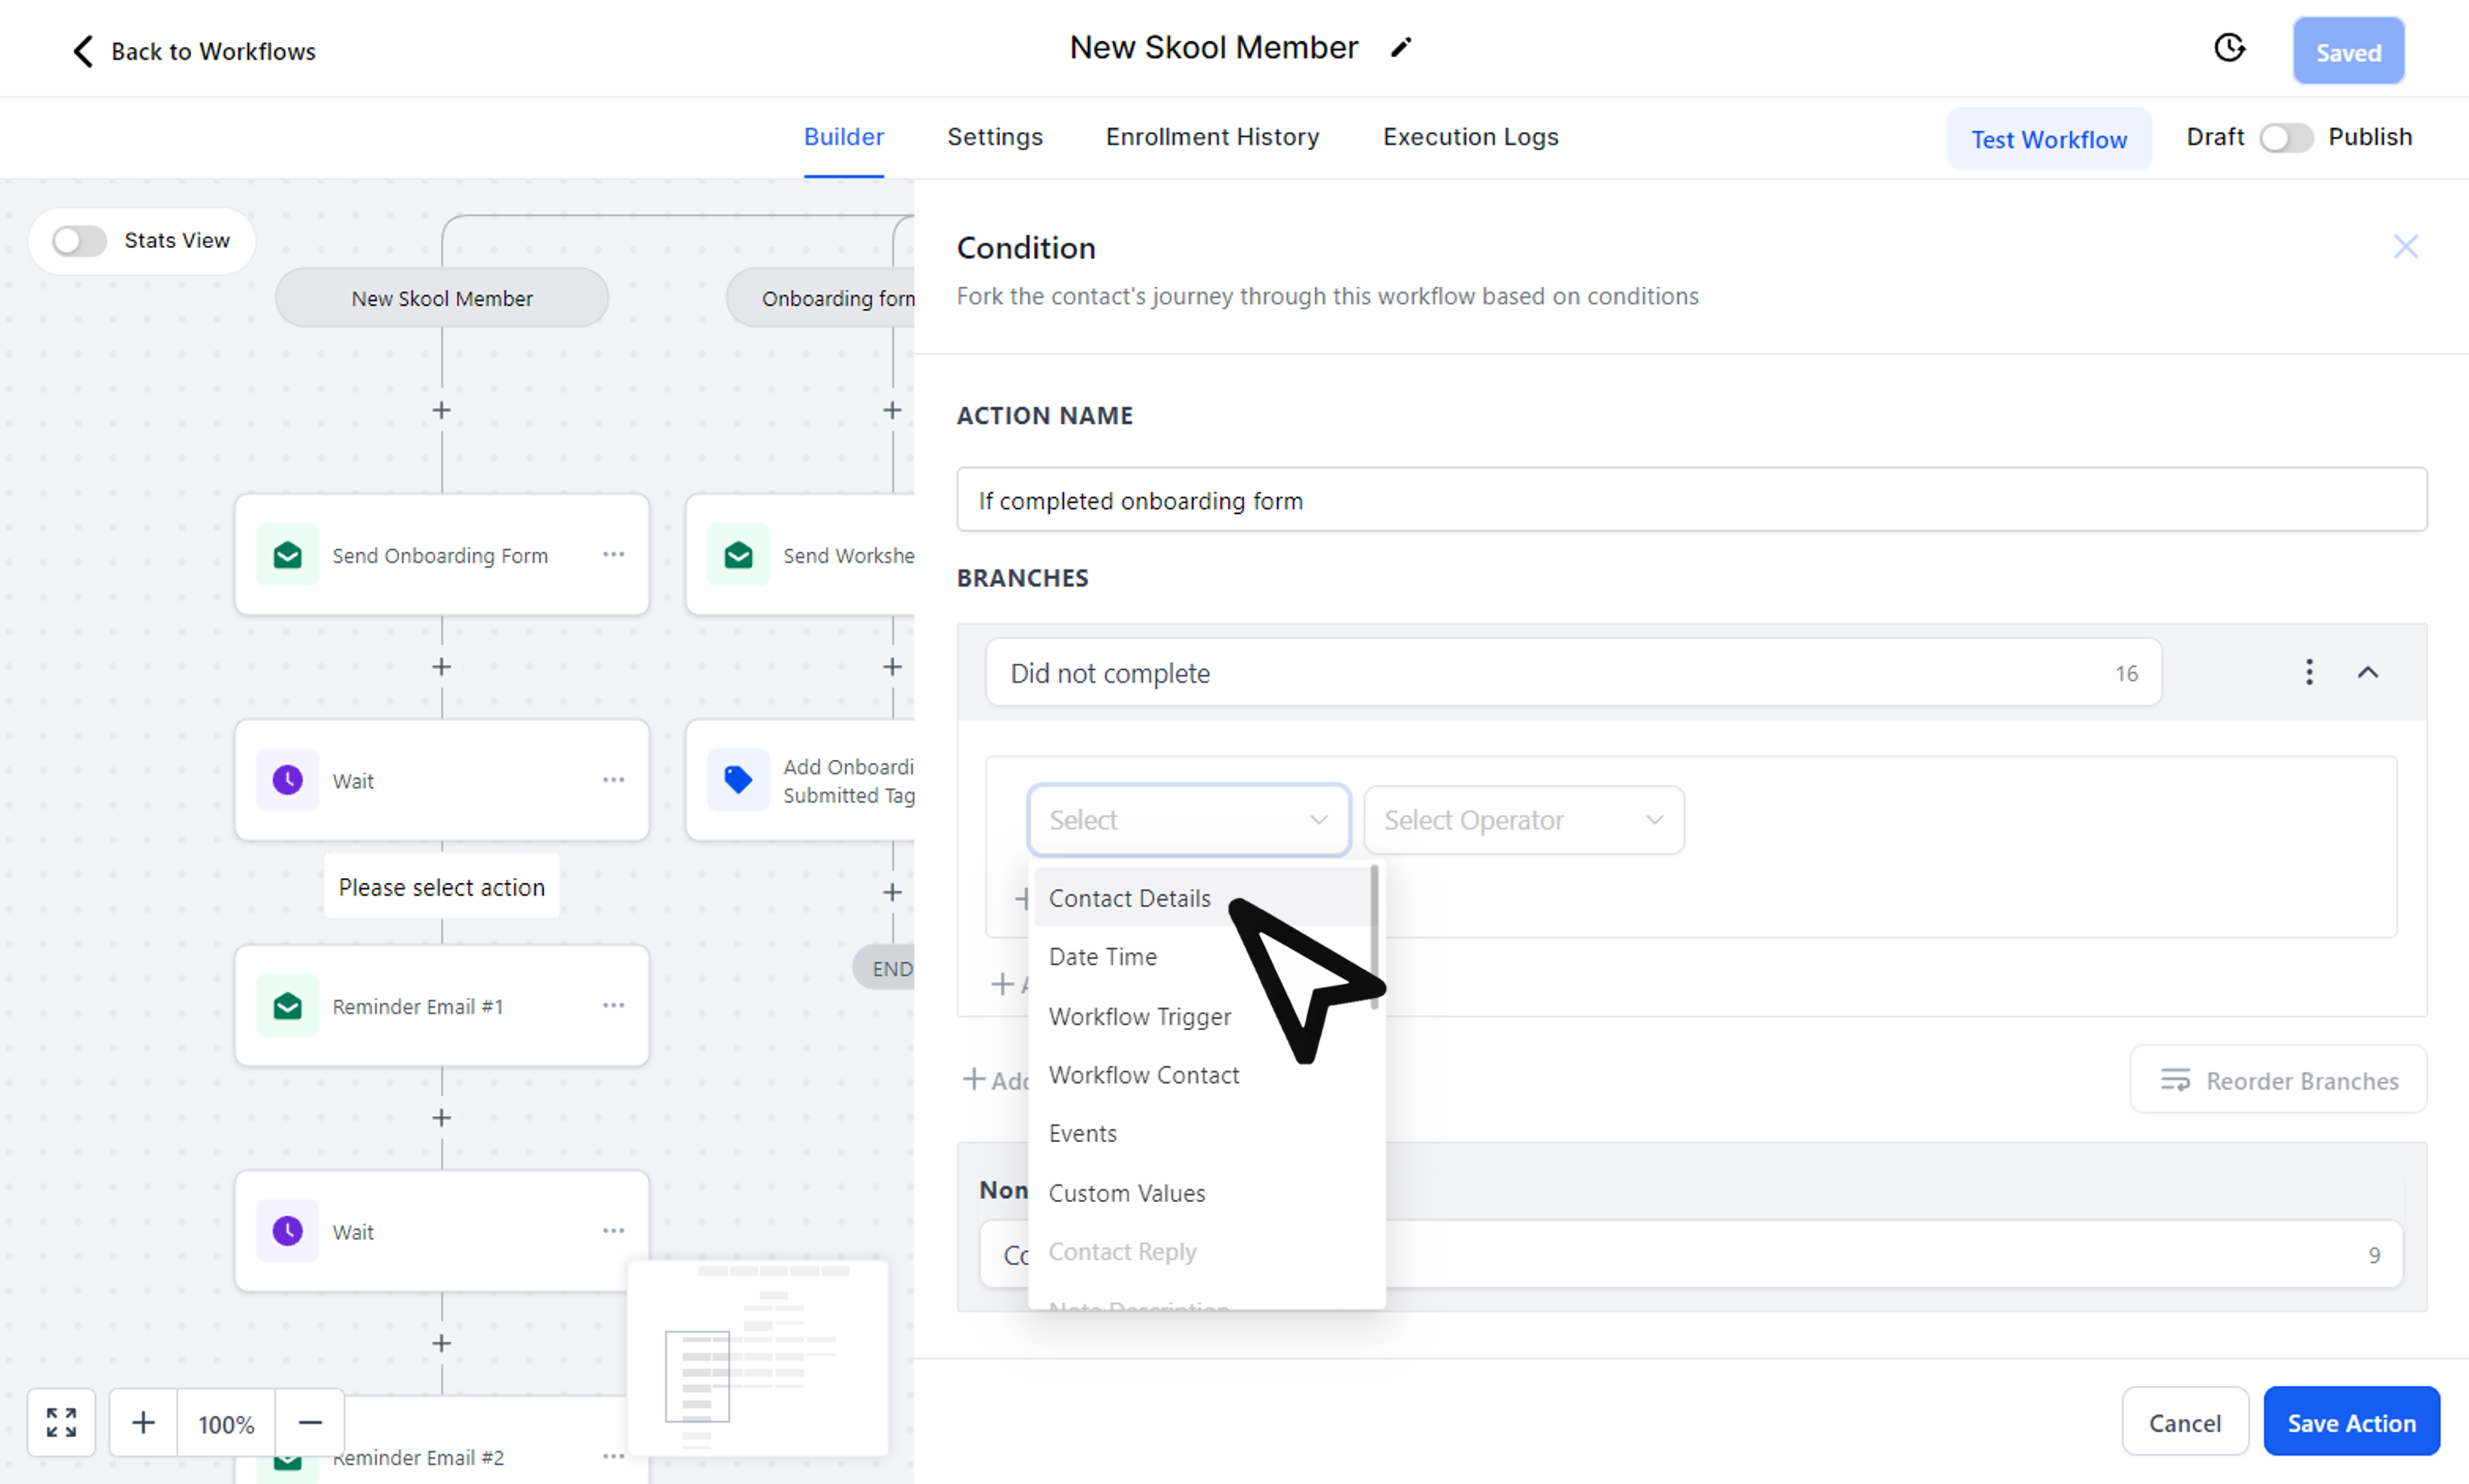 Back to Workflows
New Skool Member
Saved
Builder
Settings
Enrollment History
Execution Logs
Test Workflow
Draft
Publish
Stats View
New Skool Member
Send Onboarding Form
Wait
Please select action
Reminder Email #1
Wait
Reminder Email #2
100%
Onboarding form
Send Workshe
Add Onboardi
Submitted Tag
END
Condition
Fork the contact's journey through this workflow based on conditions
ACTION NAME
If completed onboarding form
BRANCHES
Did not complete
16
Select
Select Operator
Contact Details
Date Time
Workflow Trigger
Workflow Contact
Events
Custom Values
Contact Reply
Note Description
Add
Reorder Branches
Non
Co
9
Cancel
Save Action